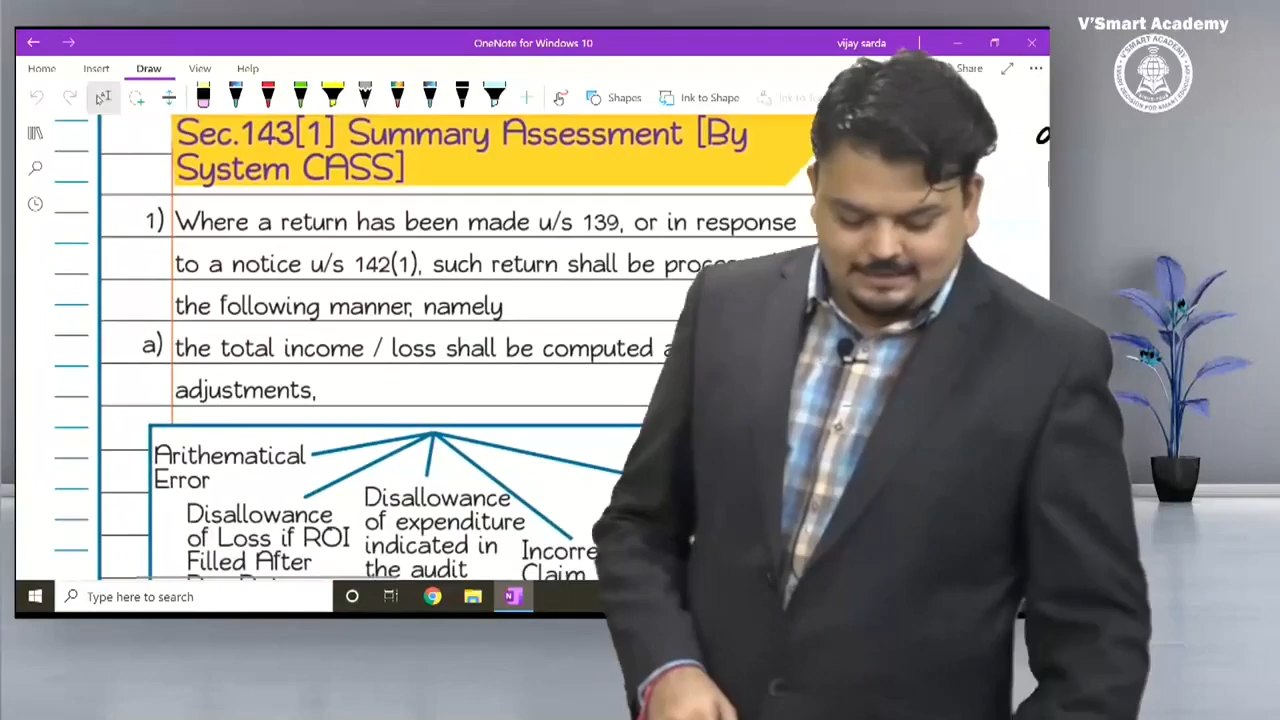 V'Smart Academy
OneNote for Windows 10
vijay sarda
Home Insert Draw View Help
Share
Shapes Ink to Shape Ink to
Sec.143[1] Summary Assessment [By
System CASS]
1) Where a return has been made u/s 139, or in response
to a notice u/s 142(1), such return shall be
the following manner, namely
a) the total income / loss shall be computed
adjustments,
Arithematical
Error
Disallowance
of Loss if ROI
Filled After
Disallowance
of expenditure
indicated in
the audit
Claim
Type here to search